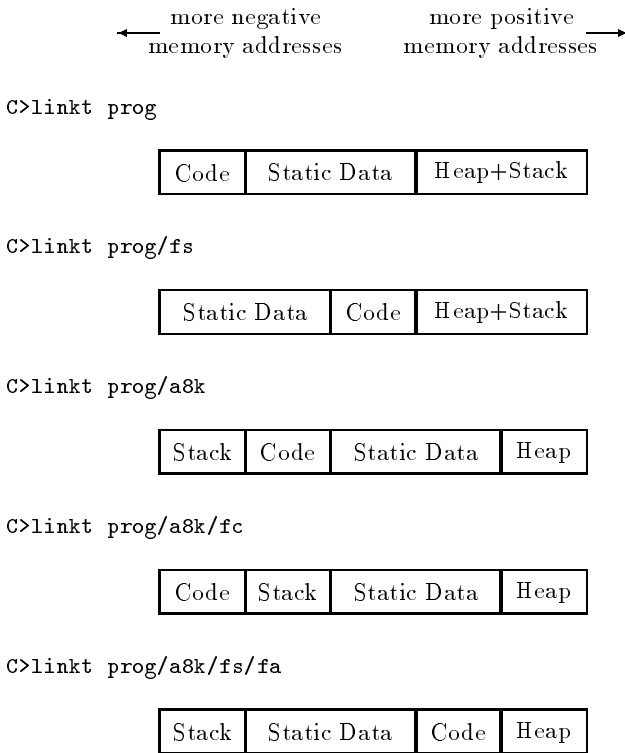 more negative memory addresses
more positive memory addresses
C>linkt prog
Code Static Data Heap+Stack
C>linkt prog/fs
Static Data Code Heap+Stack
C>linkt prog/a8k
Stack Code Static Data Heap
C>linkt prog/a8k/fc
Code Stack Static Data Heap
C>linkt prog/a8k/fs/fa
Stack Static Data Code Heap